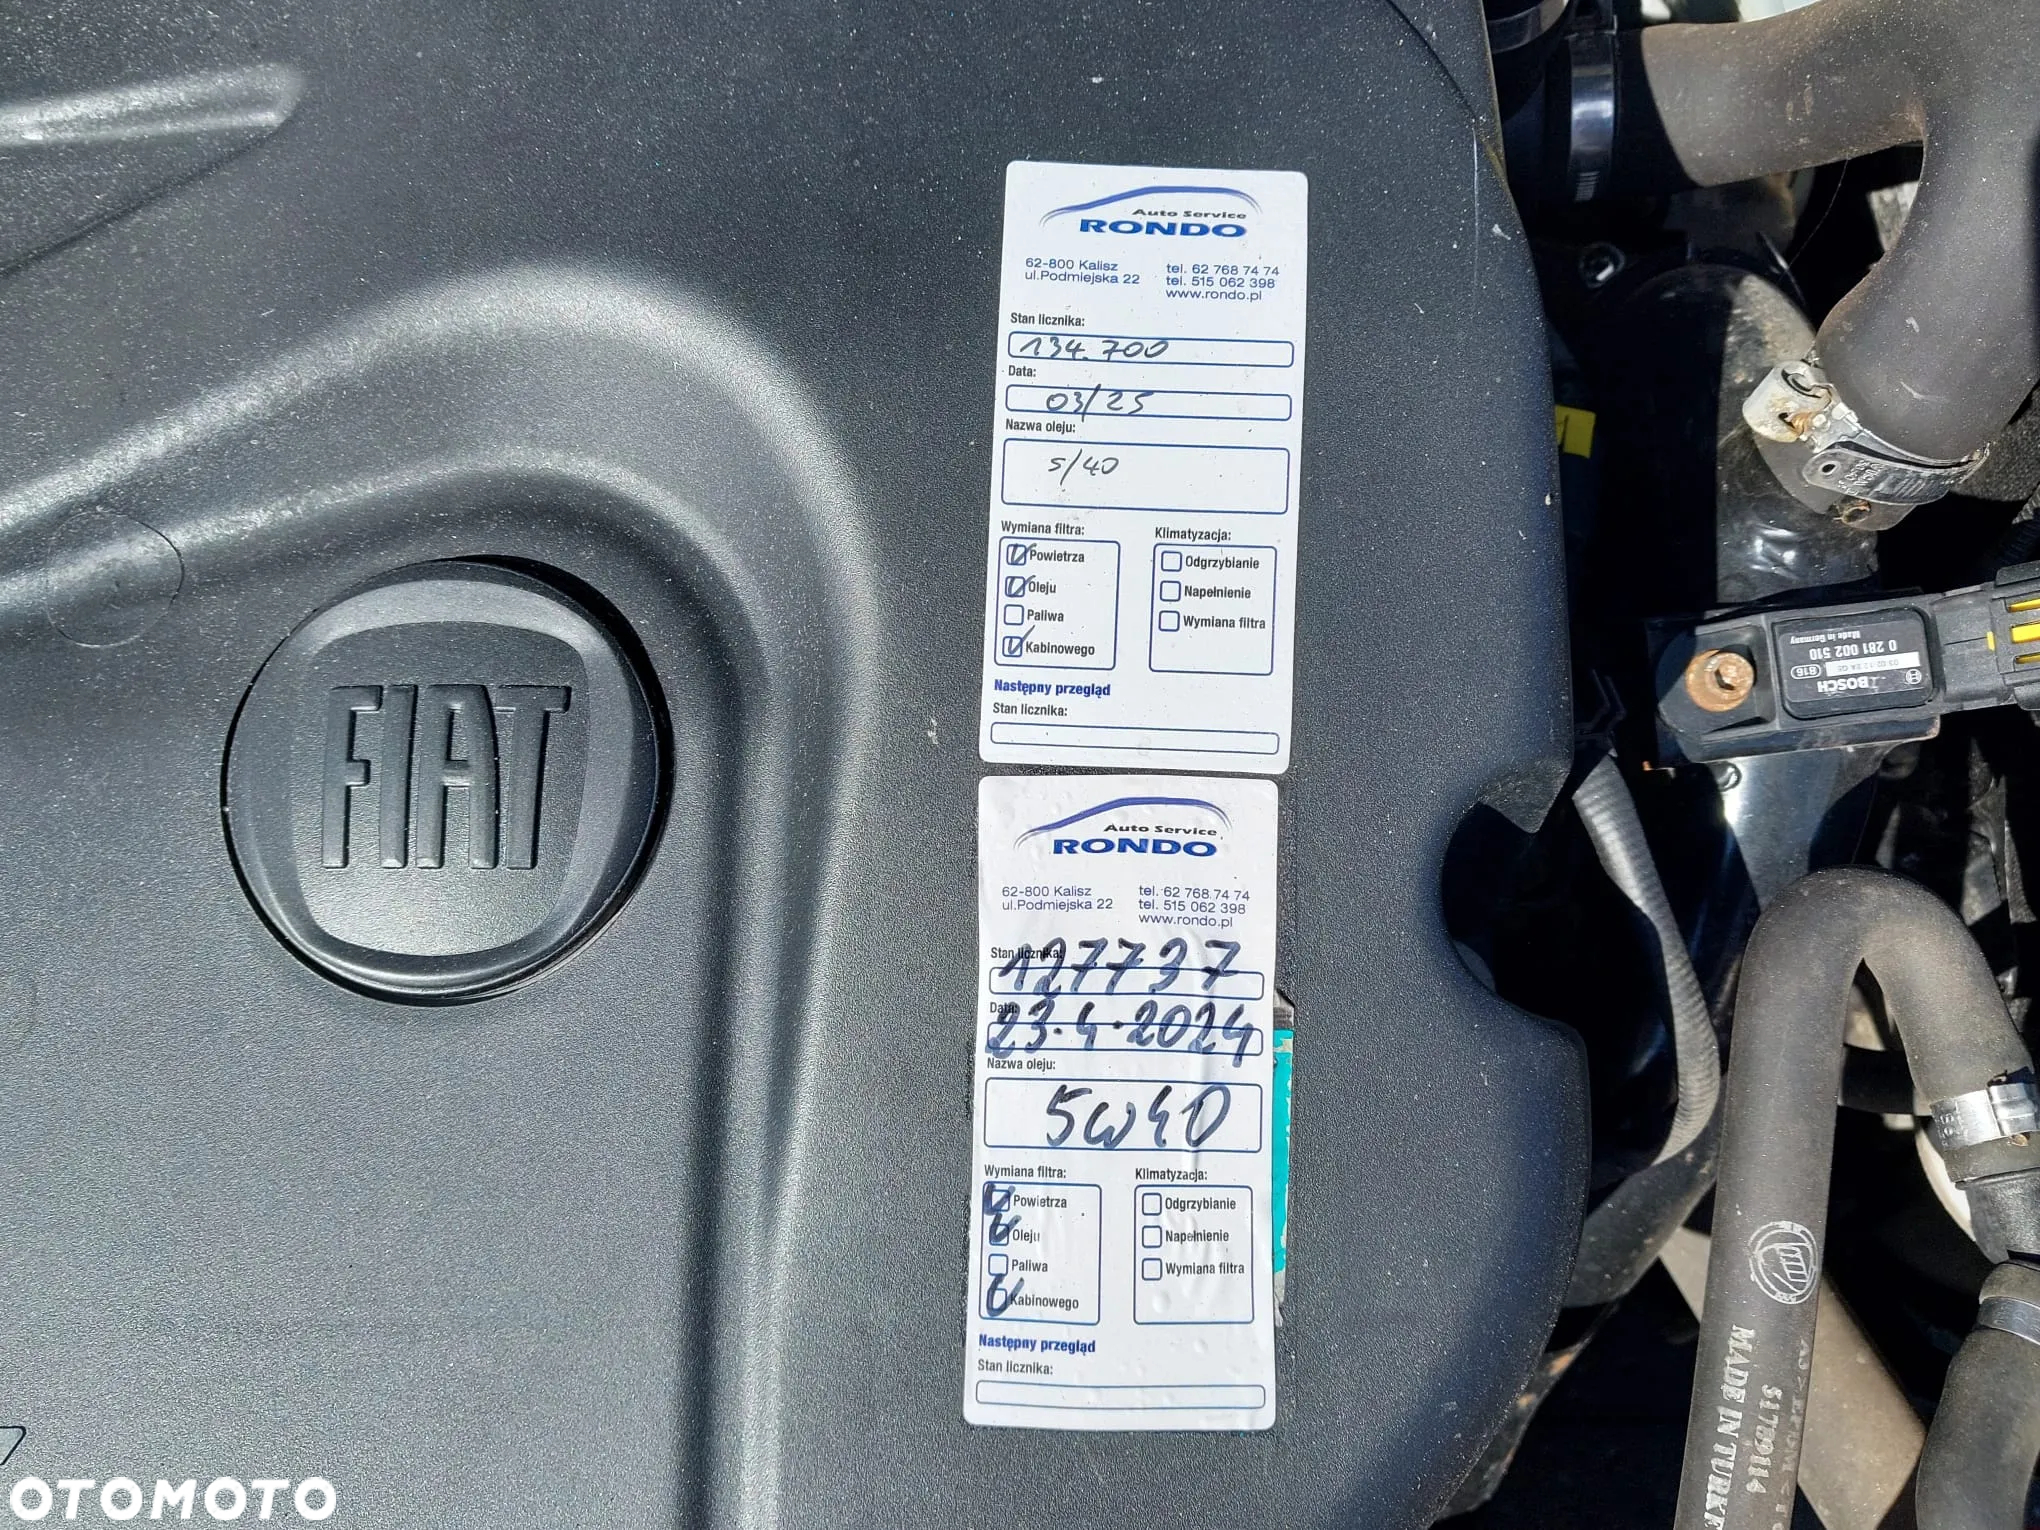 Auto Service
RONDO
62-800 Kalisz
ul.Podmiejska 22
tel. 62 768 74 74
tel. 515 062 398
www.rondo.pl
Stan licznika:
134.700
Data:
03/25
Nazwa oleju:
5/40
Wymiana filtra:
Powietrza
Oleju
Paliwa
Kabinowego
Klimatyzacja:
Odgrzybianie
Napełnienie
Wymiana filtra
Następny przegląd
Stan licznika:
Auto Service
RONDO
62-800 Kalisz
ul.Podmiejska 22
tel. 62 768 74 74
tel. 515 062 398
www.rondo.pl
Stan licznika:
127737
Data:
23.4.2024
Nazwa oleju:
5w40
Wymiana filtra:
Powietrza
Oleju
Paliwa
Kabinowego
Klimatyzacja:
Odgrzybianie
Napełnienie
Wymiana filtra
Następny przegląd
Stan licznika:
FIAT
BOSCH
0 281 002 510
Made in Germany
MADE IN TURKEY
51789114
OTOMOTO